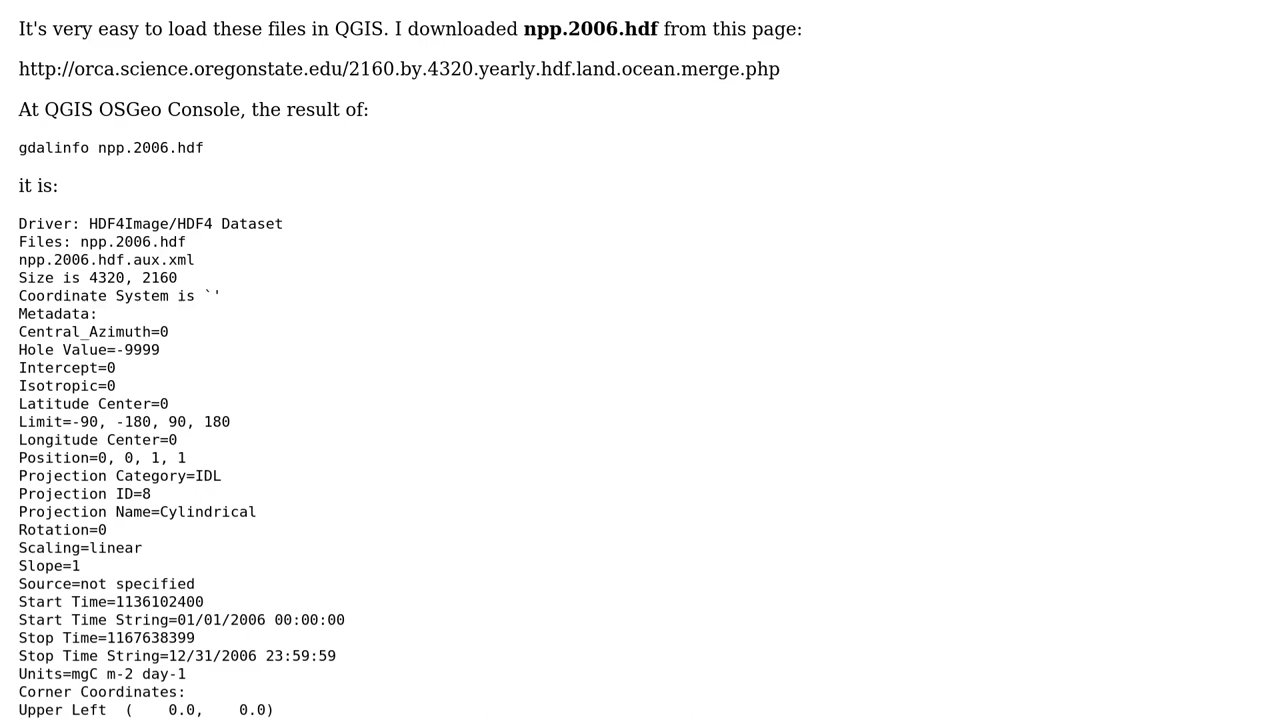 It's very easy to load these files in QGIS. I downloaded npp.2006.hdf from this page:
http://orca.science.oregonstate.edu/2160.by.4320.yearly.hdf.land.ocean.merge.php
At QGIS OSGeo Console, the result of:
gdalinfo npp.2006.hdf
it is:
Driver: HDF4Image/HDF4 Dataset
Files: npp.2006.hdf
npp.2006.hdf.aux.xml
Size is 4320, 2160
Coordinate System is `'
Metadata:
Central_Azimuth=0
Hole Value=-9999
Intercept=0
Isotropic=0
Latitude Center=0
Limit=-90, -180, 90, 180
Longitude Center=0
Position=0, 0, 1, 1
Projection Category=IDL
Projection ID=8
Projection Name=Cylindrical
Rotation=0
Scaling=linear
Slope=1
Source=not specified
Start Time=1136102400
Start Time String=01/01/2006 00:00:00
Stop Time=1167638399
Stop Time String=12/31/2006 23:59:59
Units=mgC m-2 day-1
Corner Coordinates:
Upper Left  (    0.0,    0.0)